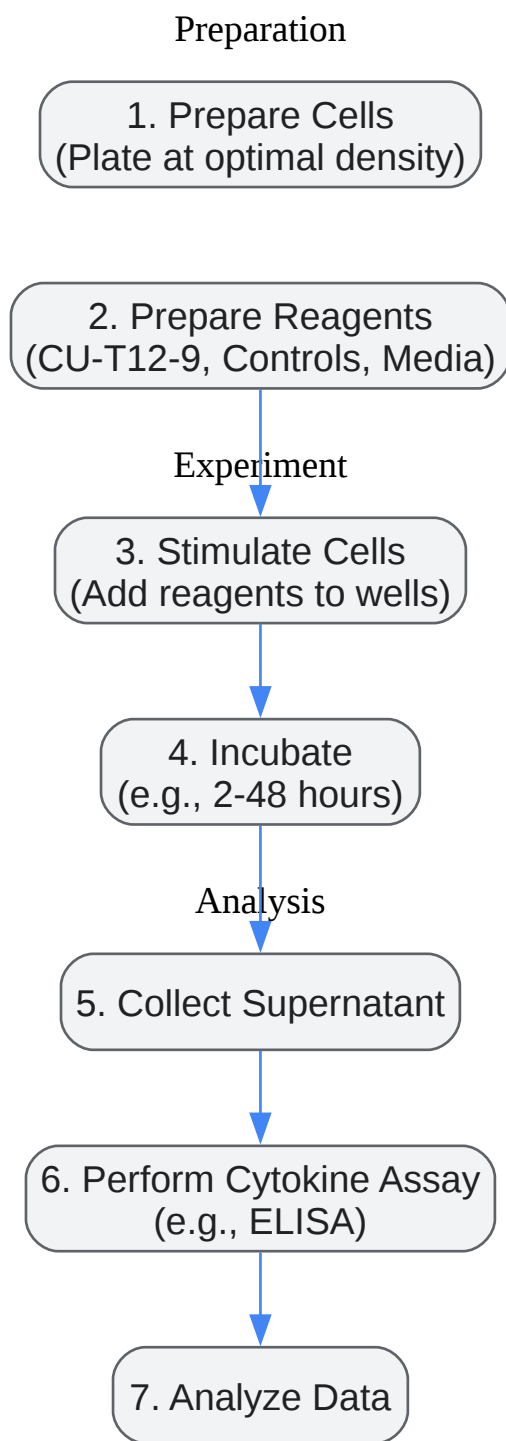 Preparation
1. Prepare Cells
(Plate at optimal density)
2. Prepare Reagents
(CU-T12-9, Controls, Media)
Experiment
3. Stimulate Cells
(Add reagents to wells)
4. Incubate
(e.g., 2-48 hours)
Analysis
5. Collect Supernatant
6. Perform Cytokine Assay
(e.g., ELISA)
7. Analyze Data